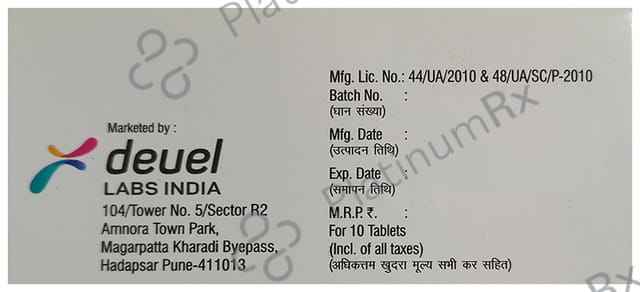 Marketed by :
deuel
LABS INDIA
104/Tower No. 5/Sector R2
Amnora Town Park,
Magarpatta Kharadi Byepass,
Hadapsar Pune-411013
Mfg. Lic. No.: 44/UA/2010 & 48/UA/SC/P-2010
Batch No. :
(घान संख्या)
Mfg. Date :
(उत्पादन तिथि)
Exp. Date :
(समापन तिथि)
M.R.P. ₹. :
For 10 Tablets
(Incl. of all taxes)
(अधिकतम खुदरा मूल्य सभी कर सहित)
PlatinumRx
PlatinumRx